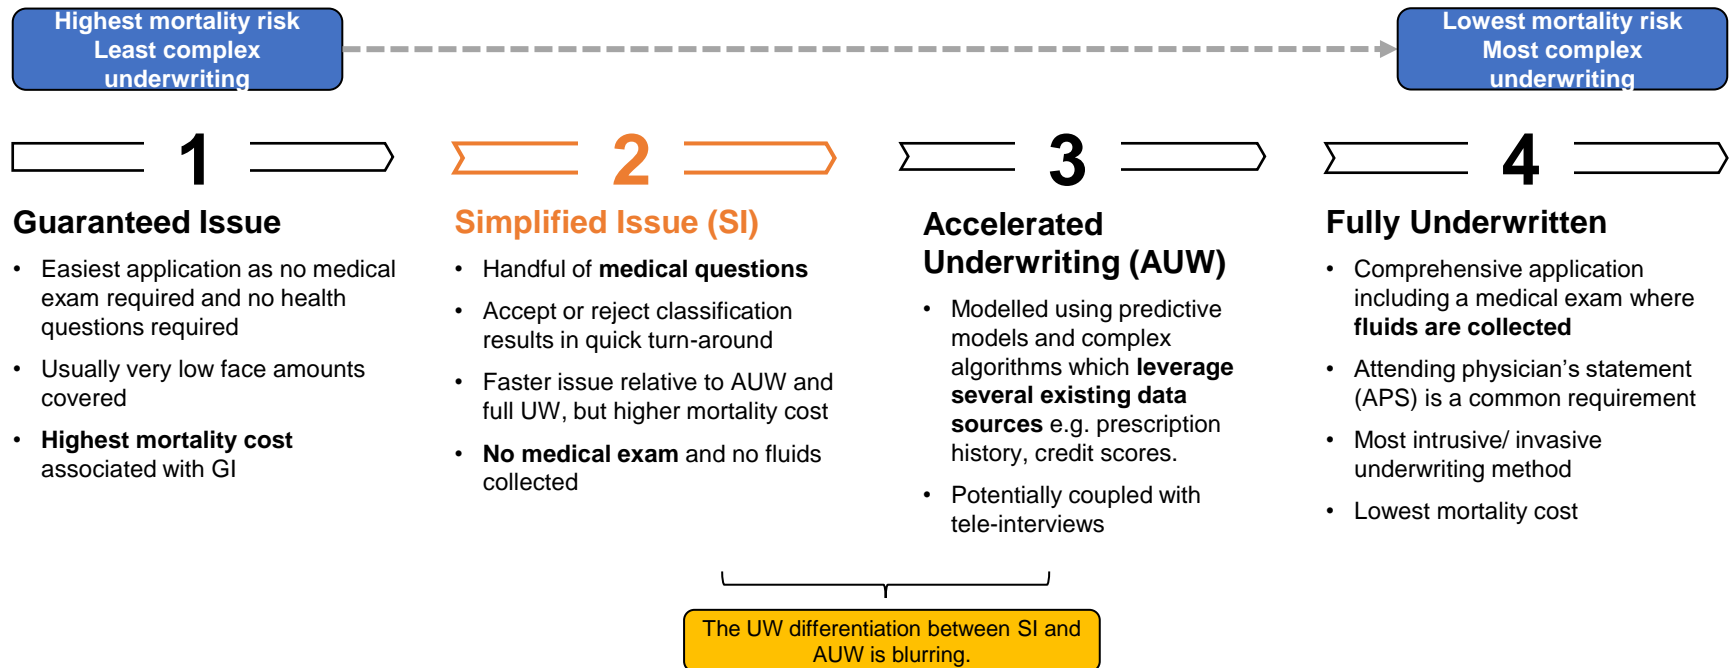 Highest mortality risk
Least complex
underwriting
Lowest mortality risk
Most complex
underwriting
1
Guaranteed Issue
• Easiest application as no medical
exam required and no health
questions required
• Usually very low face amounts
covered
• Highest mortality cost
associated with GI
2
Simplified Issue (SI)
• Handful of medical questions
• Accept or reject classification
results in quick turn-around
• Faster issue relative to AUW and
full UW, but higher mortality cost
• No medical exam and no fluids
collected
3
Accelerated
Underwriting (AUW)
• Modelled using predictive
models and complex
algorithms which leverage
several existing data
sources e.g. prescription
history, credit scores.
• Potentially coupled with
tele-interviews
4
Fully Underwritten
• Comprehensive application
including a medical exam where
fluids are collected
• Attending physician's statement
(APS) is a common requirement
• Most intrusive/ invasive
underwriting method
• Lowest mortality cost
The UW differentiation between SI and
AUW is blurring.